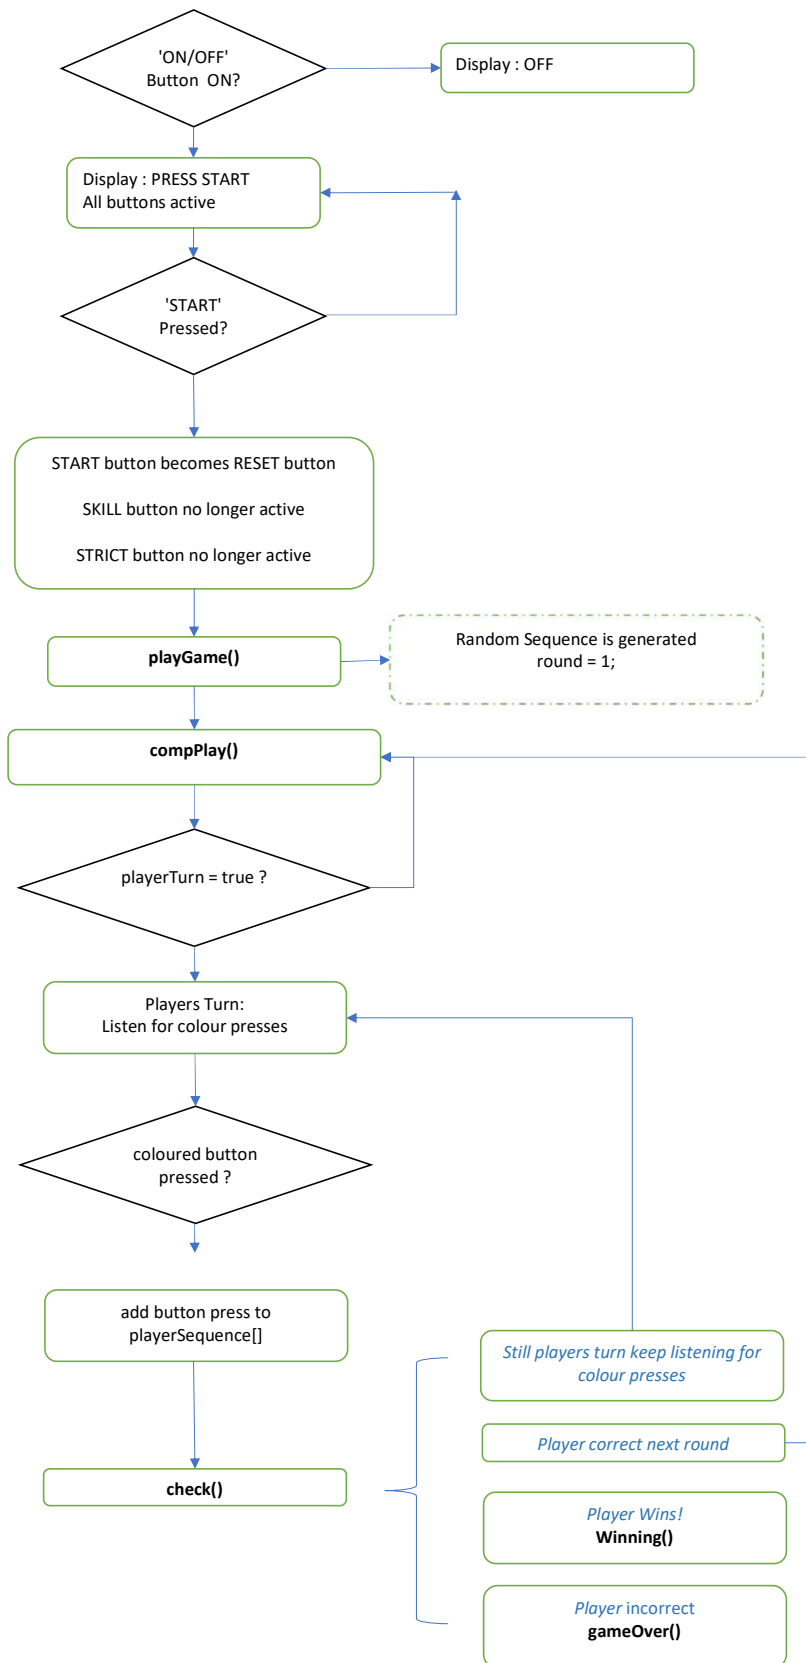 'ON/OFF'
Button  ON?
Display : OFF
Display : PRESS START
All buttons active
'START'
Pressed?
START button becomes RESET button
SKILL button no longer active
STRICT button no longer active
playGame()
Random Sequence is generated
round = 1;
compPlay()
playerTurn = true ?
Players Turn:
Listen for colour presses
coloured button
pressed ?
add button press to
playerSequence[]
Still players turn keep listening for
colour presses
Player correct next round
check()
Player Wins!
Winning()
Player incorrect
gameOver()